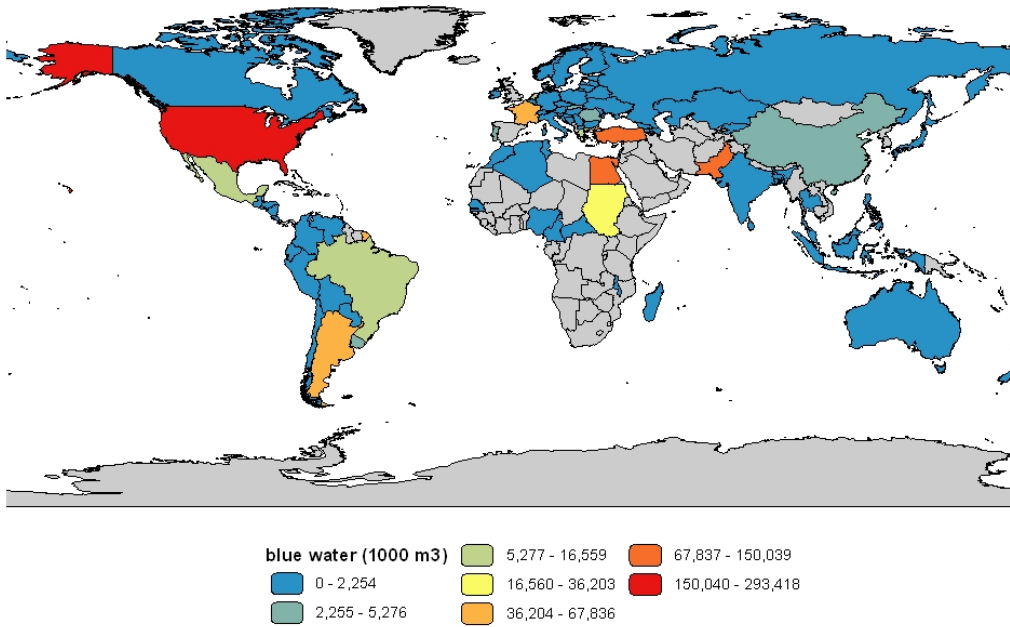 blue water (1000 m3)
0 - 2,254
2,255 - 5,276
5,277 - 16,559
16,560 - 36,203
36,204 - 67,836
67,837 - 150,039
150,040 - 293,418